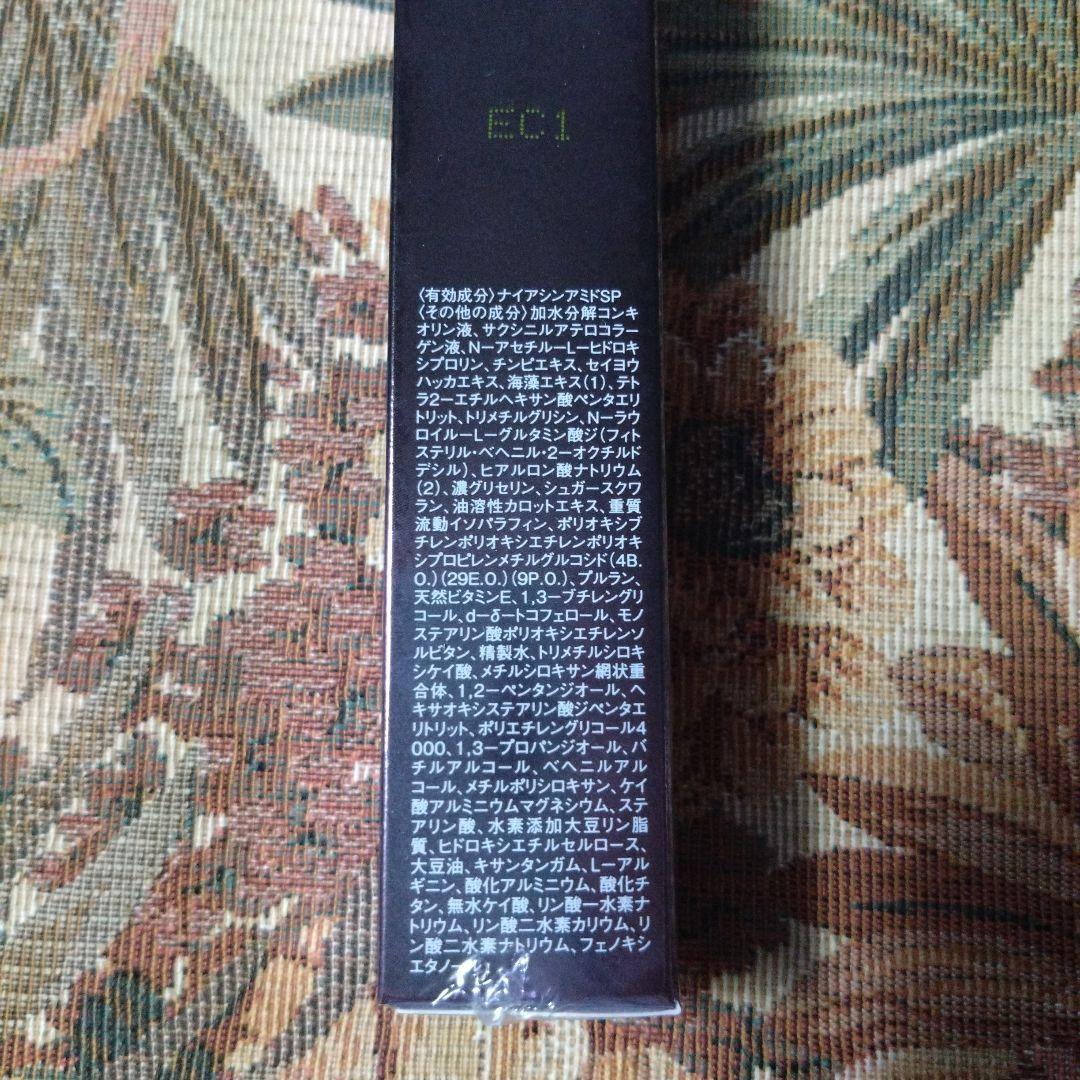 EC1
〈有効成分〉ナイアシンアミドSP
〈その他の成分〉加水分解コンキ
オリン液、サクシニルアテロコラー
ゲン液、N－アセチル－L－ヒドロキ
シプロリン、チンピエキス、セイヨウ
ハッカエキス、海藻エキス(1)、テト
ラ2－エチルヘキサン酸ペンタエリ
トリット、トリメチルグリシン、N－ラウ
ロイル－L－グルタミン酸ジ(フィト
ステリル・ベヘニル・2－オクチルド
デシル)、ヒアルロン酸ナトリウム
(2)、濃グリセリン、シュガースクワ
ラン、油溶性カロットエキス、重質
流動イソパラフィン、ポリオキシブ
チレンポリオキシエチレンポリオキ
シプロピレンメチルグルコシド(4B.
O.)(29E.O.)(9P.O.)、プルラン、
天然ビタミンE、1,3－ブチレングリ
コール、d－δ－トコフェロール、モノ
ステアリン酸ポリオキシエチレンソ
ルビタン、精製水、トリメチルシロキ
シケイ酸、メチルシロキサン網状重
合体、1,2－ペンタンジオール、ヘ
キサオキシステアリン酸ジペンタエ
リトリット、ポリエチレングリコール4
000、1,3－プロパンジオール、バ
チルアルコール、ベヘニルアル
コール、メチルポリシロキサン、ケイ
酸アルミニウムマグネシウム、ステ
アリン酸、水素添加大豆リン脂
質、ヒドロキシエチルセルロース、
大豆油、キサンタンガム、L－アル
ギニン、酸化アルミニウム、酸化チ
タン、無水ケイ酸、リン酸一水素ナ
トリウム、リン酸二水素カリウム、リ
ン酸二水素ナトリウム、フェノキシ
エタノー